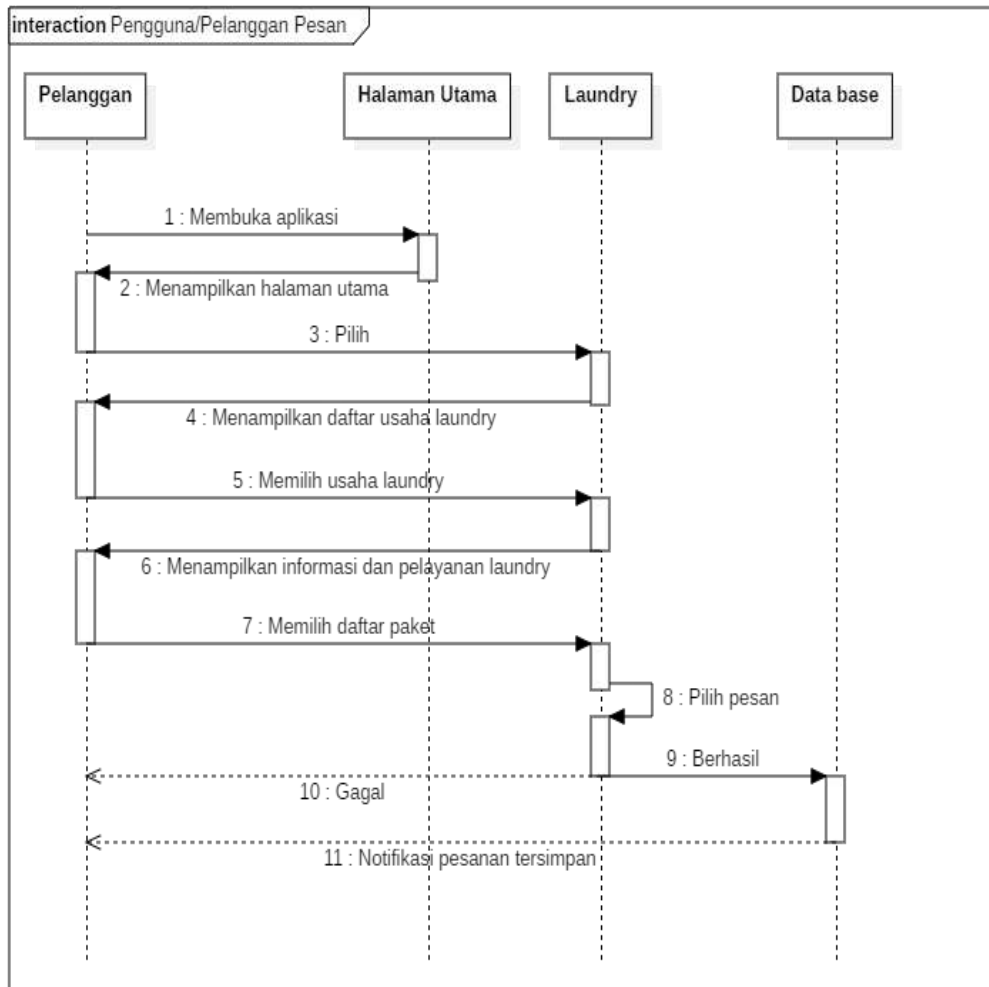 interaction Pengguna/Pelanggan Pesan
Pelanggan
Halaman Utama
Laundry
Data base
1 : Membuka aplikasi
2 : Menampilkan halaman utama
3 : Pilih
4 : Menampilkan daftar usaha laundry
5 : Memilih usaha laundry
6 : Menampilkan informasi dan pelayanan laundry
7 : Memilih daftar paket
8 : Pilih pesan
9 : Berhasil
10 : Gagal
11 : Notifikasi pesanan tersimpan